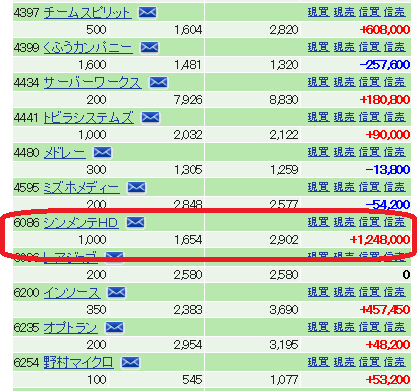 4397 チームスピリット 現買 現売 信買 信売
500 1,604 2,820 +608,000
4399 くふうカンパニー 現買 現売 信買 信売
1,600 1,481 1,320 -257,600
4434 サーバーワークス 現買 現売 信買 信売
200 7,926 8,830 +180,800
4441 トビラシステムズ 現買 現売 信買 信売
1,000 2,032 2,122 +90,000
4480 メドレー 現買 現売 信買 信売
300 1,305 1,259 -13,800
4595 ミズホメディー 現買 現売 信買 信売
200 2,848 2,577 -54,200
6086 シンメンテHD 現買 現売 信買 信売
1,000 1,654 2,902 +1,248,000
レアジョブ 現買 現売 信買 信売
200 2,580 2,580 0
6200 インソース 現買 現売 信買 信売
350 2,383 3,690 +457,450
6235 オプトラン 現買 現売 信買 信売
200 2,954 3,195 +48,200
6254 野村マイクロ 現買 現売 信買 信売
100 545 1,077 +53,200